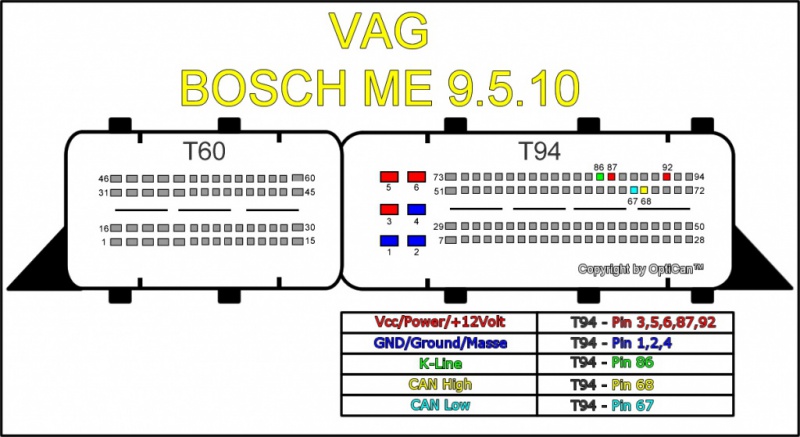 VAG
BOSCH ME 9.5.10
T60
T94
46 60
31 45
16 30
1 15
5 6
3 4
1 2
73 86 87 92 94
51 67 68 72
29 50
7 28
Copyright by OptiCan™
Vcc/Power/+12Volt T94 - Pin 3,5,6,87,92
GND/Ground/Masse T94 - Pin 1,2,4
K-Line T94 - Pin 86
CAN High T94 - Pin 68
CAN Low T94 - Pin 67